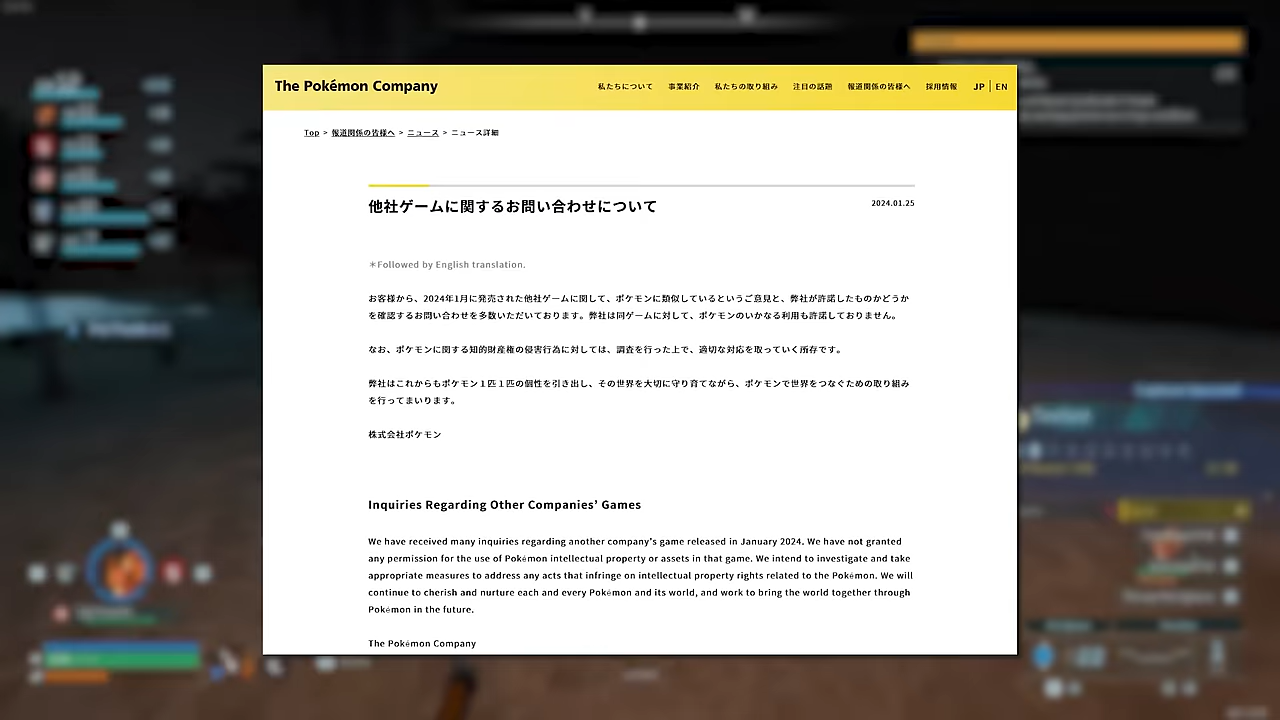 The Pokémon Company
私たちについて 事業紹介 私たちの取り組み 注目の話題 報道関係の皆様へ 採用情報 JP | EN
Top > 報道関係の皆様へ > ニュース > ニュース詳細
他社ゲームに関するお問い合わせについて
2024.01.25
＊Followed by English translation.
お客様から、2024年1月に発売された他社ゲームに関して、ポケモンに類似しているというご意見と、弊社が許諾したものかどうか
を確認するお問い合わせを多数いただいております。弊社は同ゲームに対して、ポケモンのいかなる利用も許諾しておりません。
なお、ポケモンに関する知的財産権の侵害行為に対しては、調査を行った上で、適切な対応を取っていく所存です。
弊社はこれからもポケモン１匹１匹の個性を引き出し、その世界を大切に守り育てながら、ポケモンで世界をつなぐための取り組み
を行ってまいります。
株式会社ポケモン
Inquiries Regarding Other Companies’ Games
We have received many inquiries regarding another company’s game released in January 2024. We have not granted
any permission for the use of Pokémon intellectual property or assets in that game. We intend to investigate and take
appropriate measures to address any acts that infringe on intellectual property rights related to the Pokémon. We will
continue to cherish and nurture each and every Pokémon and its world, and work to bring the world together through
Pokémon in the future.
The Pokémon Company